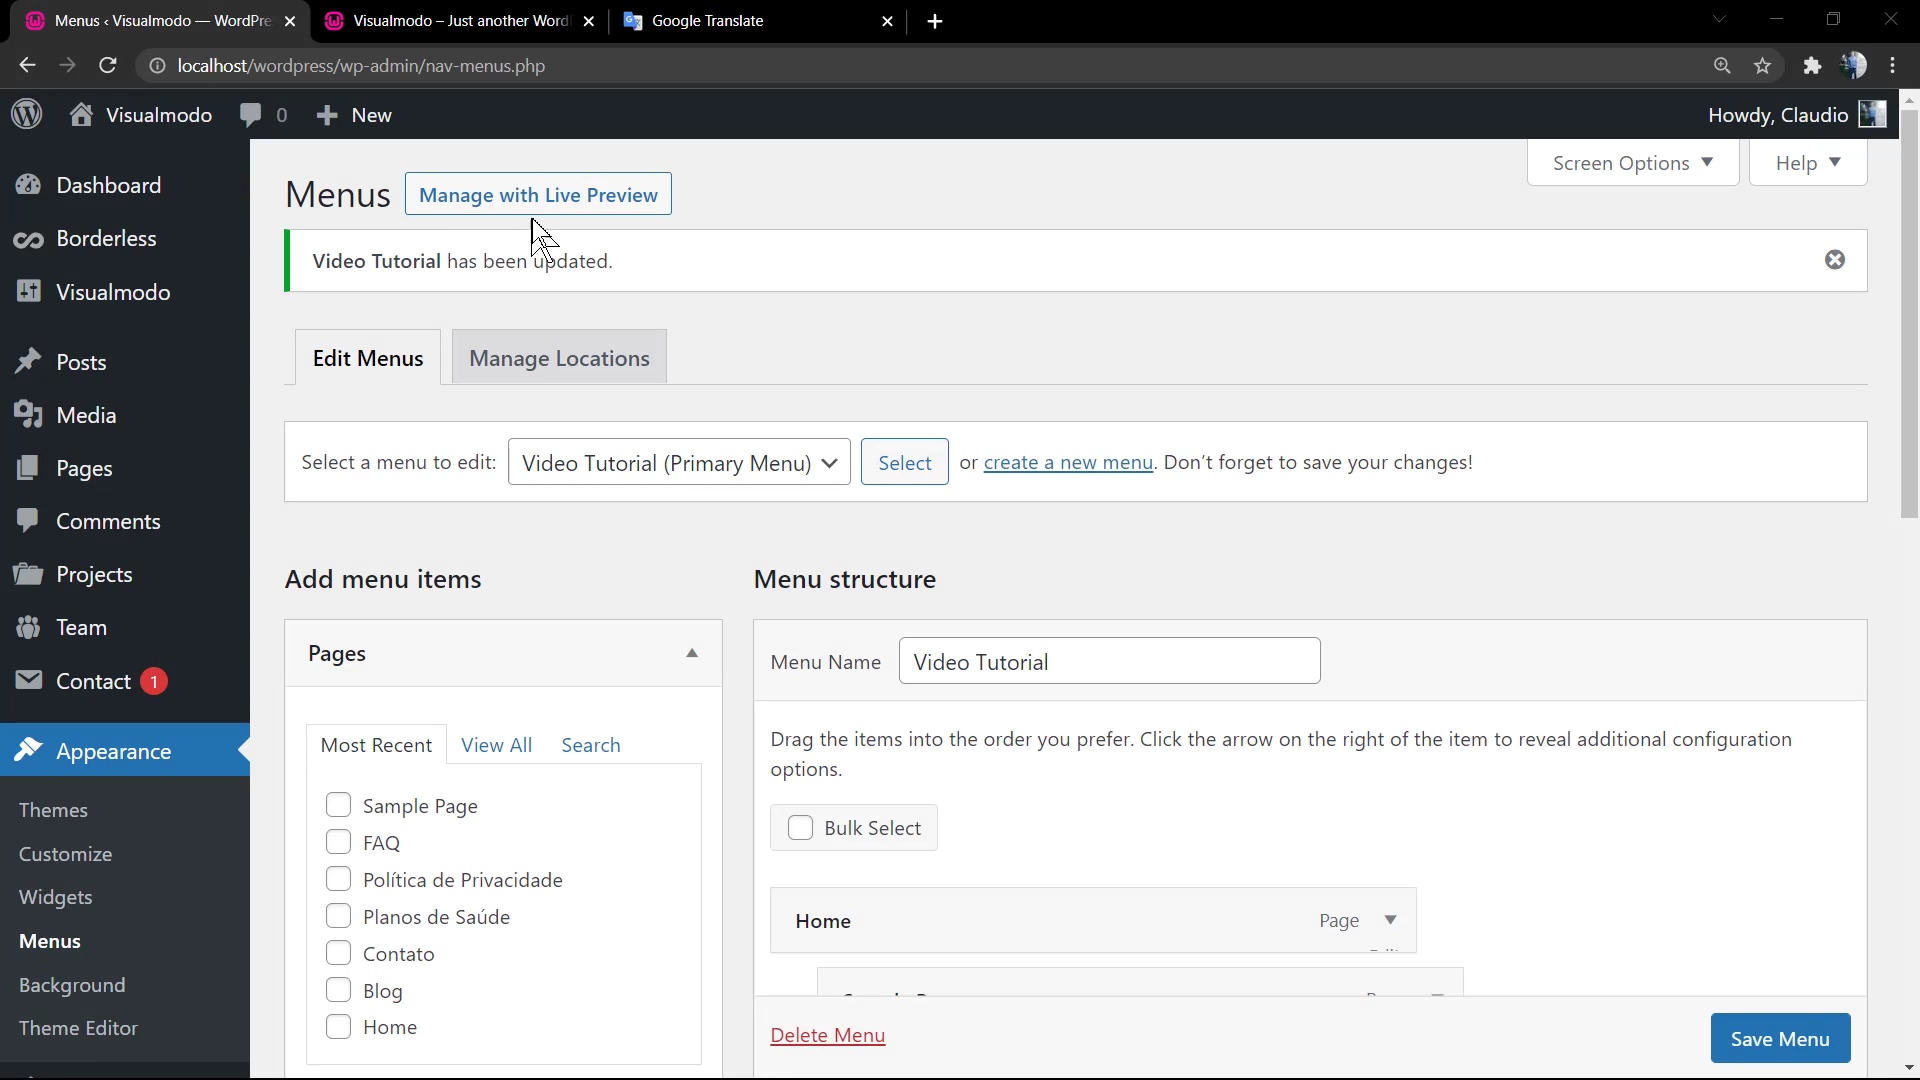 Menus ‹ Visualmodo — WordPre
Visualmodo – Just another Word
Google Translate
localhost/wordpress/wp-admin/nav-menus.php
Visualmodo
0
New
Howdy, Claudio
Dashboard
Borderless
Visualmodo
Posts
Media
Pages
Comments
Projects
Team
Contact 1
Appearance
Themes
Customize
Widgets
Menus
Background
Theme Editor
Screen Options
Help
Menus
Manage with Live Preview
Video Tutorial has been updated.
Edit Menus
Manage Locations
Select a menu to edit: Video Tutorial (Primary Menu) Select or create a new menu. Don't forget to save your changes!
Add menu items
Pages
Most Recent View All Search
Sample Page
FAQ
Política de Privacidade
Planos de Saúde
Contato
Blog
Home
Menu structure
Menu Name Video Tutorial
Drag the items into the order you prefer. Click the arrow on the right of the item to reveal additional configuration
options.
Bulk Select
Home Page
Delete Menu
Save Menu